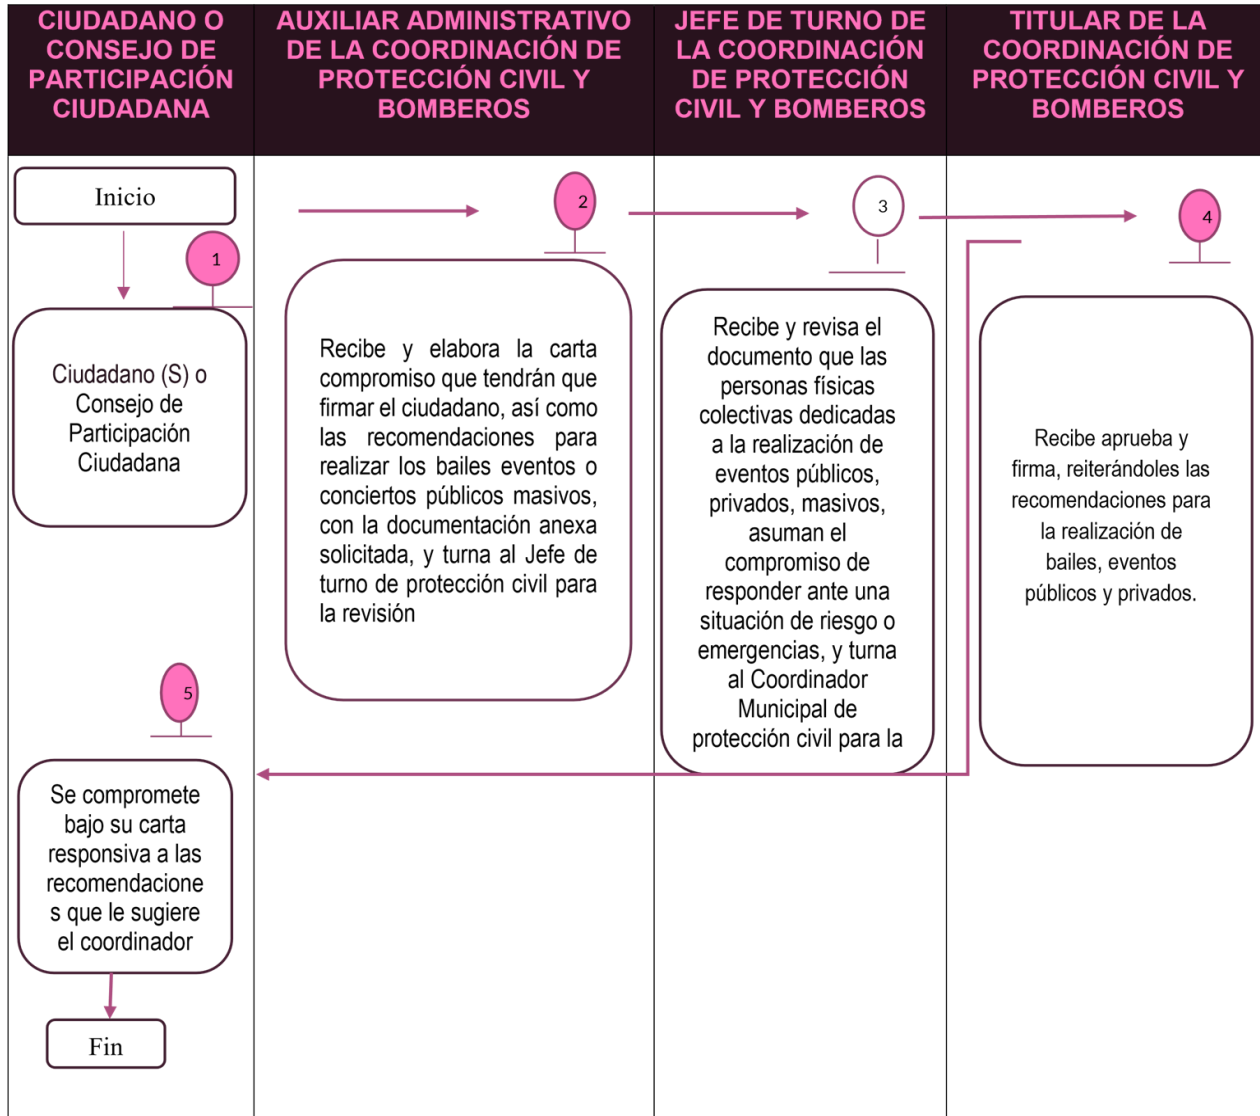 CIUDADANO O
CONSEJO DE
PARTICIPACIÓN
CIUDADANA
AUXILIAR ADMINISTRATIVO
DE LA COORDINACIÓN DE
PROTECCIÓN CIVIL Y
BOMBEROS
JEFE DE TURNO DE
LA COORDINACIÓN
DE PROTECCIÓN
CIVIL Y BOMBEROS
TITULAR DE LA
COORDINACIÓN DE
PROTECCIÓN CIVIL Y
BOMBEROS
Inicio
1
Ciudadano (S) o
Consejo de
Participación
Ciudadana
2
Recibe y elabora la carta
compromiso que tendrán que
firmar el ciudadano, así como
las recomendaciones para
realizar los bailes eventos o
conciertos públicos masivos,
con la documentación anexa
solicitada, y turna al Jefe de
turno de protección civil para
la revisión
3
Recibe y revisa el
documento que las
personas físicas
colectivas dedicadas
a la realización de
eventos públicos,
privados, masivos,
asuman el
compromiso de
responder ante una
situación de riesgo o
emergencias, y turna
al Coordinador
Municipal de
protección civil para la
4
Recibe aprueba y
firma, reiterándoles las
recomendaciones para
la realización de
bailes, eventos
públicos y privados.
5
Se compromete
bajo su carta
responsiva a las
recomendacione
s que le sugiere
el coordinador
Fin